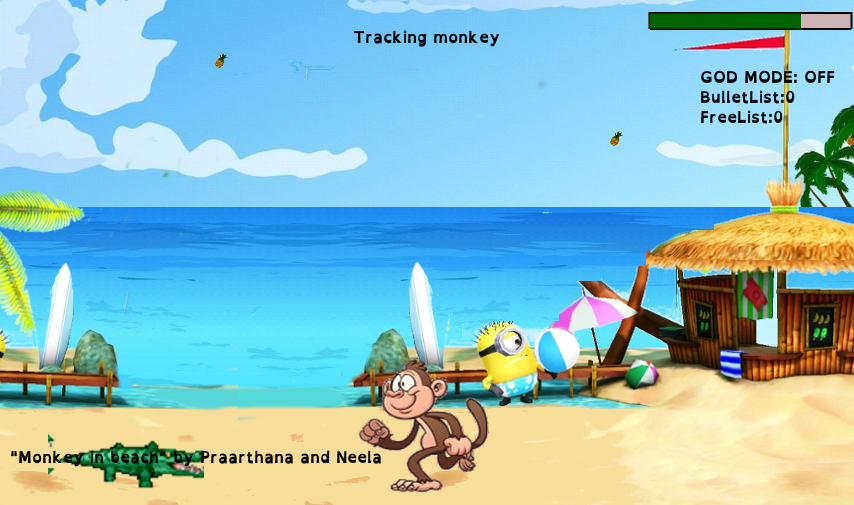 Tracking monkey
GOD MODE: OFF
BulletList:0
FreeList:0
"Monkey in beach" by Praarthana and Neela